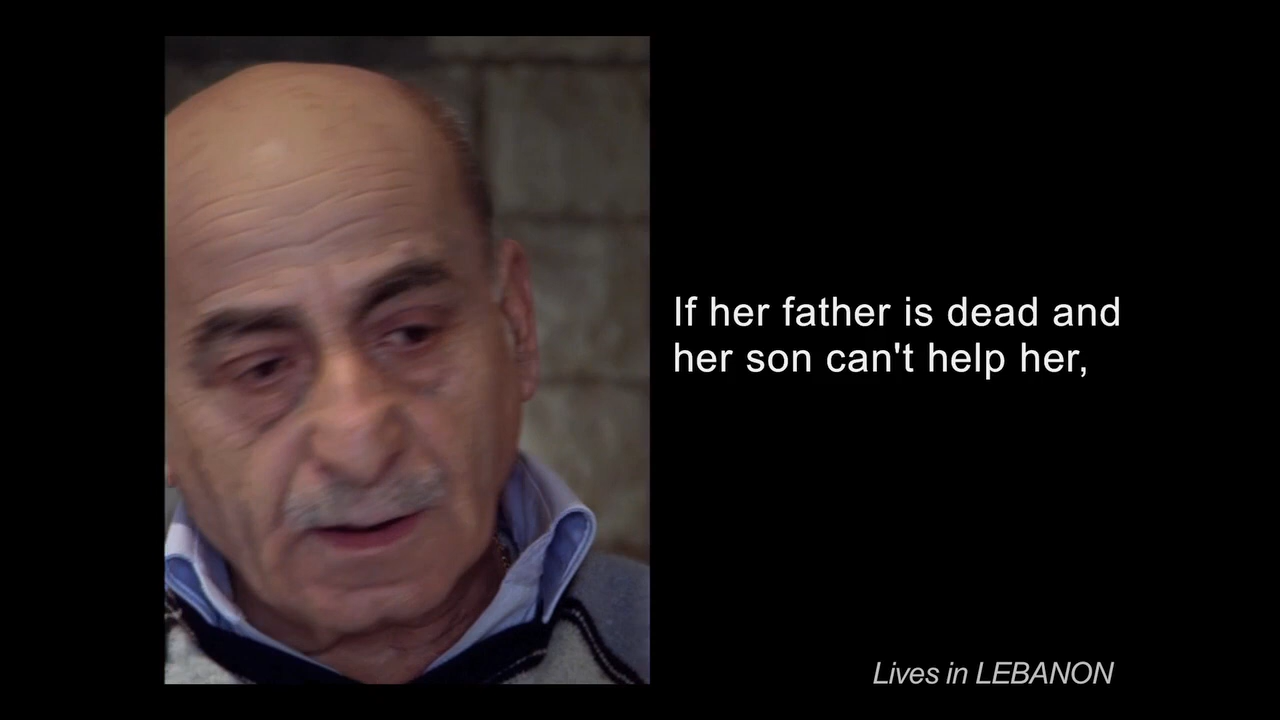 If her father is dead and
her son can't help her,
Lives in LEBANON